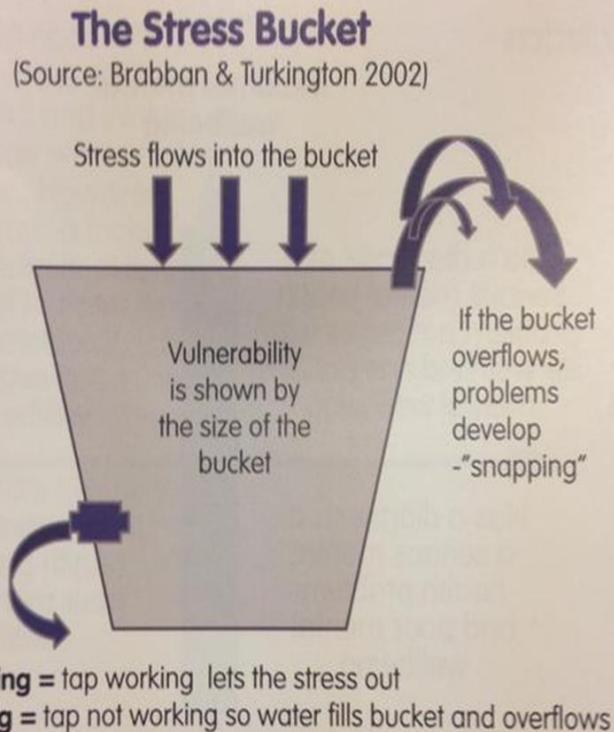 The Stress Bucket
(Source: Brabban & Turkington 2002)
Stress flows into the bucket
Vulnerability
is shown by
the size of the
bucket
If the bucket
overflows,
problems
develop
-"snapping"
ng = tap working lets the stress out
g = tap not working so water fills bucket and overflows